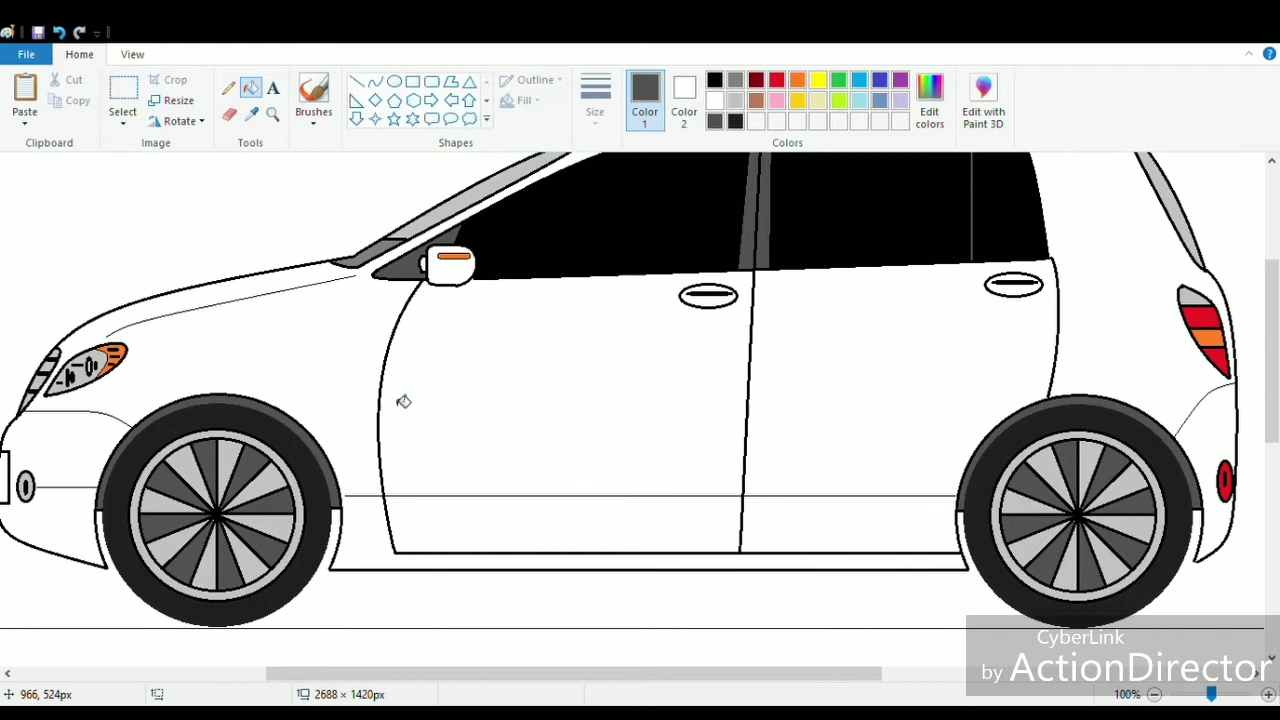 File
Home
View
Paste
Cut
Copy
Clipboard
Select
Crop
Resize
Rotate
Image
A
Tools
Brushes
Shapes
Outline
Fill
Size
Color
1
Color
2
Edit
colors
Colors
Edit with
Paint 3D
966, 524px
2688 × 1420px
100%
CyberLink
by ActionDirector